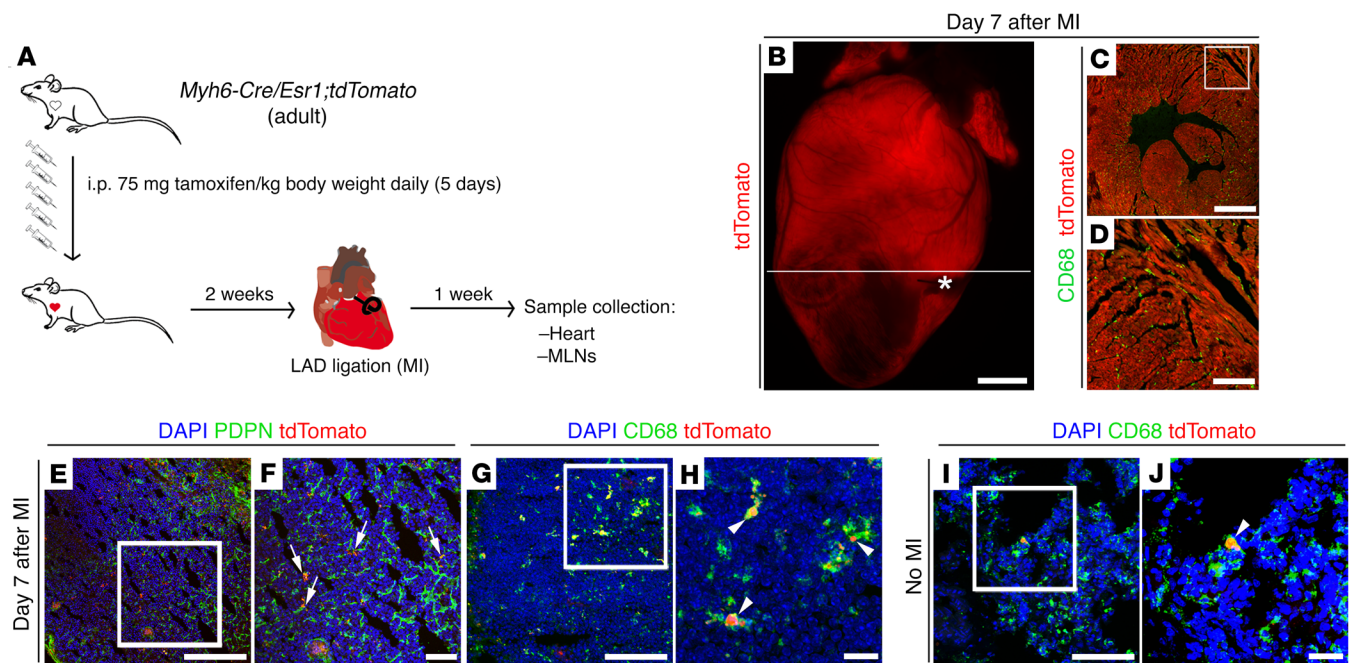 A
Myh6-Cre/Esr1;tdTomato
(adult)
i.p. 75 mg tamoxifen/kg body weight daily (5 days)
2 weeks
LAD ligation (MI)
1 week
Sample collection:
–Heart
–MLNs
Day 7 after MI
tdTomato
B
*
CD68 tdTomato
C
D
DAPI PDPN tdTomato
Day 7 after MI
E
F
DAPI CD68 tdTomato
G
H
DAPI CD68 tdTomato
No MI
I
J